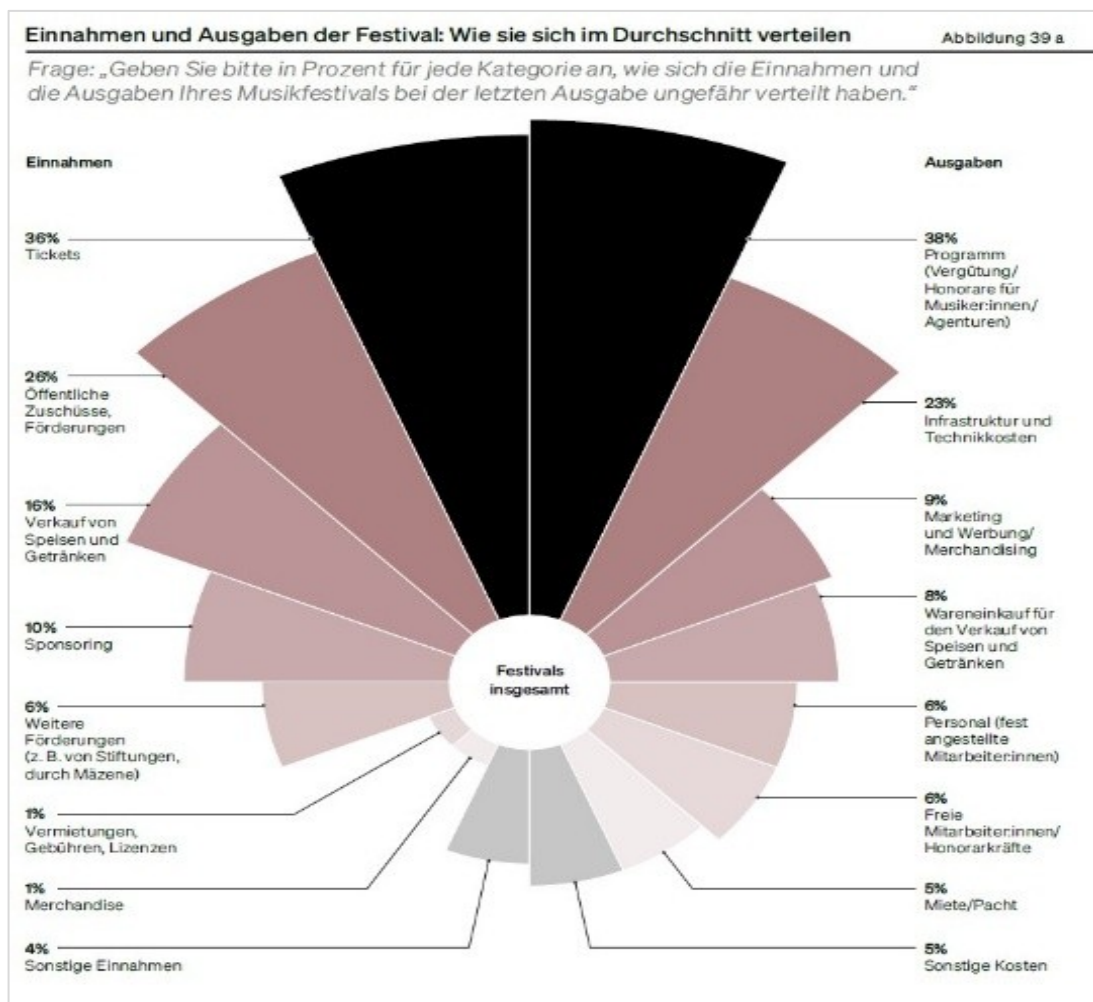 Einnahmen und Ausgaben der Festival: Wie sie sich im Durchschnitt verteilen
Abbildung 39 a
Frage: „Geben Sie bitte in Prozent für jede Kategorie an, wie sich die Einnahmen und
die Ausgaben Ihres Musikfestivals bei der letzten Ausgabe ungefähr verteilt haben.“
Einnahmen
36%
Tickets
26%
Öffentliche
Zuschüsse,
Förderungen
16%
Verkauf von
Speisen und
Getränken
10%
Sponsoring
6%
Weitere
Förderungen
(z. B. von Stiftungen,
durch Mäzene)
1%
Vermietungen,
Gebühren, Lizenzen
1%
Merchandise
4%
Sonstige Einnahmen
Festivals
insgesamt
Ausgaben
38%
Programm
(Vergütung/
Honorare für
Musiker:innen/
Agenturen)
23%
Infrastruktur und
Technikkosten
9%
Marketing
und Werbung/
Merchandising
8%
Wareneinkauf für
den Verkauf von
Speisen und
Getränken
6%
Personal (fest
angestellte
Mitarbeiter:innen)
6%
Freie
Mitarbeiter:innen/
Honorarkräfte
5%
Miete/Pacht
5%
Sonstige Kosten